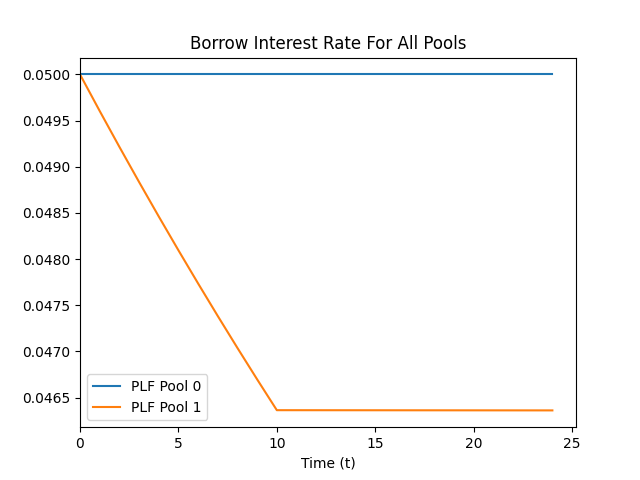 Borrow Interest Rate For All Pools
0.0500
0.0495
0.0490
0.0485
0.0480
0.0475
0.0470
0.0465
PLF Pool 0
PLF Pool 1
0 5 10 15 20 25
Time (t)